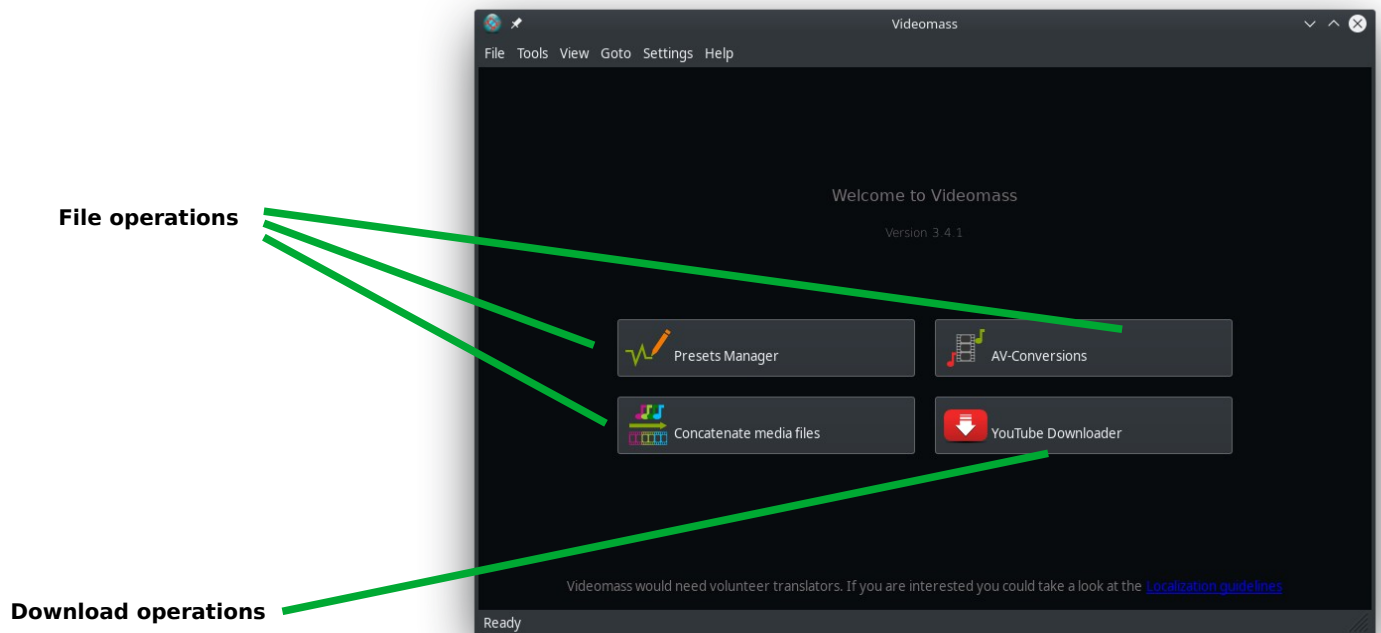 Videomass
File Tools View Goto Settings Help
Welcome to Videomass
File operations
Version 3.4.1
Presets Manager
AV-Conversions
Concatenate media files
YouTube Downloader
Videomass would need volunteer translators. If you are interested you could take a look at the Localization guidelines
Download operations
Ready